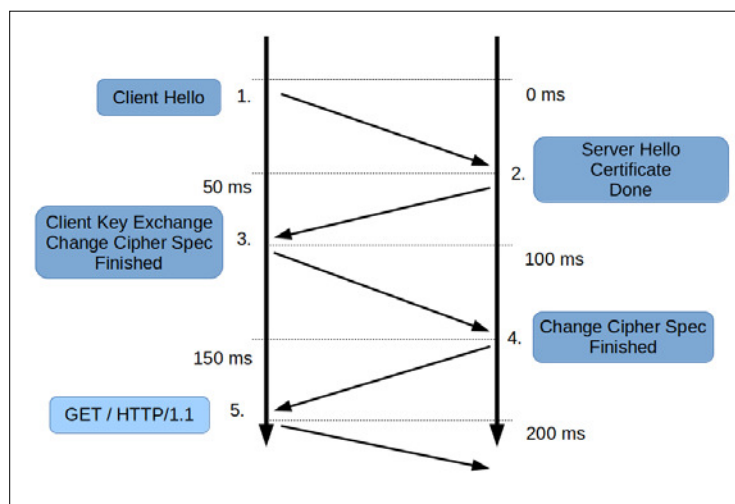 Client Hello
1.
0 ms
2.
Server Hello
Certificate
Done
50 ms
Client Key Exchange
Change Cipher Spec
Finished
3.
100 ms
4.
Change Cipher Spec
Finished
150 ms
GET / HTTP/1.1
5.
200 ms